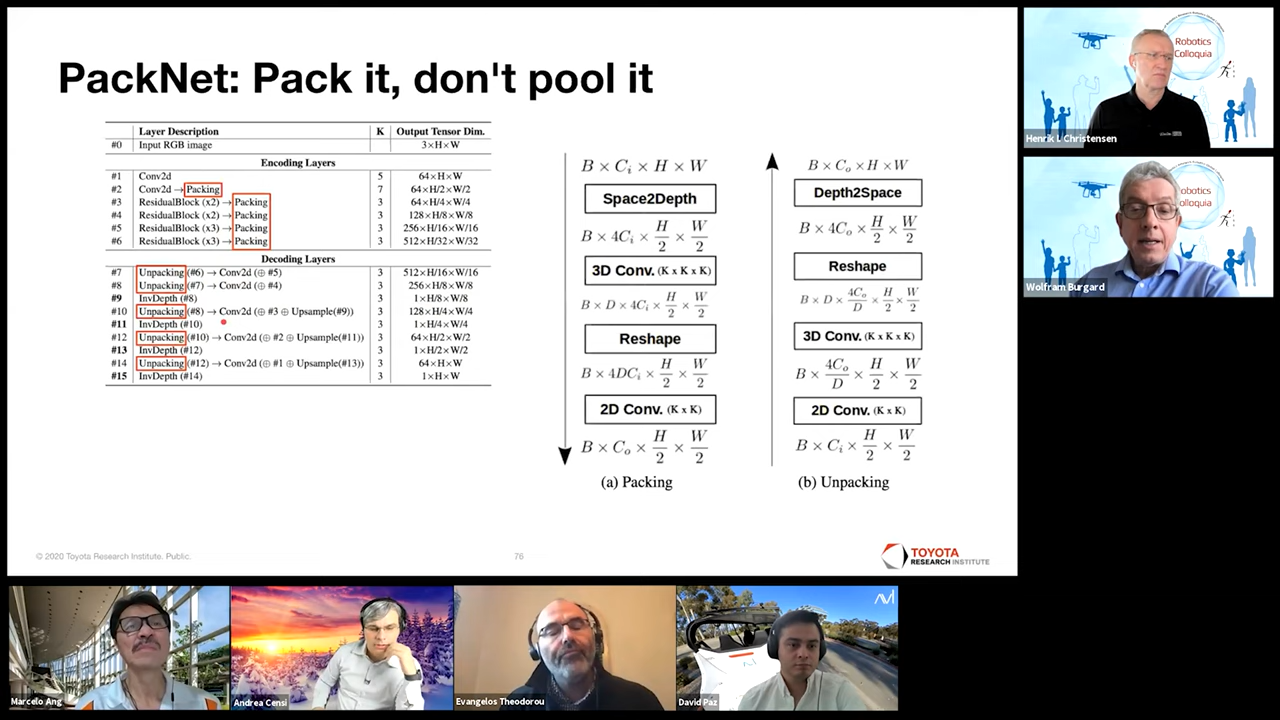 PackNet: Pack it, don't pool it
Layer Description K Output Tensor Dim.
#0 Input RGB image 3×H×W
Encoding Layers
#1 Conv2d 5 64×H×W
#2 Conv2d → Packing 7 64×H/2×W/2
#3 ResidualBlock (x2) → Packing 3 64×H/4×W/4
#4 ResidualBlock (x2) → Packing 3 128×H/8×W/8
#5 ResidualBlock (x3) → Packing 3 256×H/16×W/16
#6 ResidualBlock (x3) → Packing 3 512×H/32×W/32
Decoding Layers
#7 Unpacking (#6) → Conv2d (⊕ #5) 3 512×H/16×W/16
#8 Unpacking (#7) → Conv2d (⊕ #4) 3 256×H/8×W/8
#9 InvDepth (#8) 3 1×H/8×W/8
#10 Unpacking (#8) → Conv2d (⊕ #3 ⊕ Upsample(#9)) 3 128×H/4×W/4
#11 InvDepth (#10) 3 1×H/4×W/4
#12 Unpacking (#10) → Conv2d (⊕ #2 ⊕ Upsample(#11)) 3 64×H/2×W/2
#13 InvDepth (#12) 3 1×H/2×W/2
#14 Unpacking (#12) → Conv2d (⊕ #1 ⊕ Upsample(#13)) 3 64×H×W
#15 InvDepth (#14) 3 1×H×W
B × Cᵢ × H × W
Space2Depth
B × 4Cᵢ × H/2 × W/2
3D Conv. (K x K x K)
B × D × 4Cᵢ × H/2 × W/2
Reshape
B × 4DCᵢ × H/2 × W/2
2D Conv. (K x K)
B × Cₒ × H/2 × W/2
(a) Packing
B × Cₒ × H × W
Depth2Space
B × 4Cₒ × H/2 × W/2
Reshape
B × D × 4Cₒ/D × H/2 × W/2
3D Conv. (K x K x K)
B × 4Cₒ/D × H/2 × W/2
2D Conv. (K x K)
B × Cᵢ × H/2 × W/2
(b) Unpacking
© 2020 Toyota Research Institute. Public.
76
TOYOTA
RESEARCH INSTITUTE
Robotics
Colloquia
Henrik I. Christensen
Robotics
Colloquia
Wolfram Burgard
Marcelo Ang
Andrea Censi
Evangelos Theodorou
David Paz